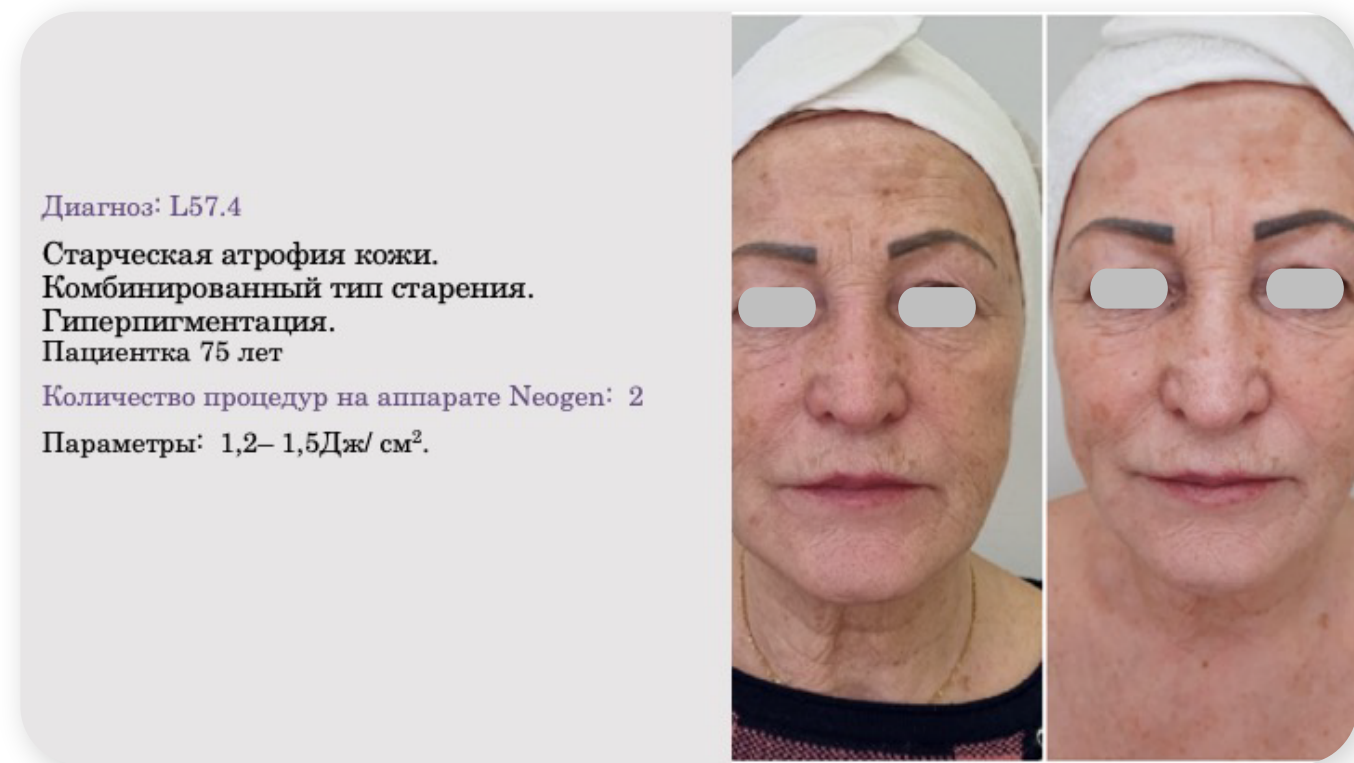 Диагноз: L57.4
Старческая атрофия кожи.
Комбинированный тип старения.
Гиперпигментация.
Пациентка 75 лет
Количество процедур на аппарате Neogen:  2
Параметры:  1,2– 1,5Дж/ см².